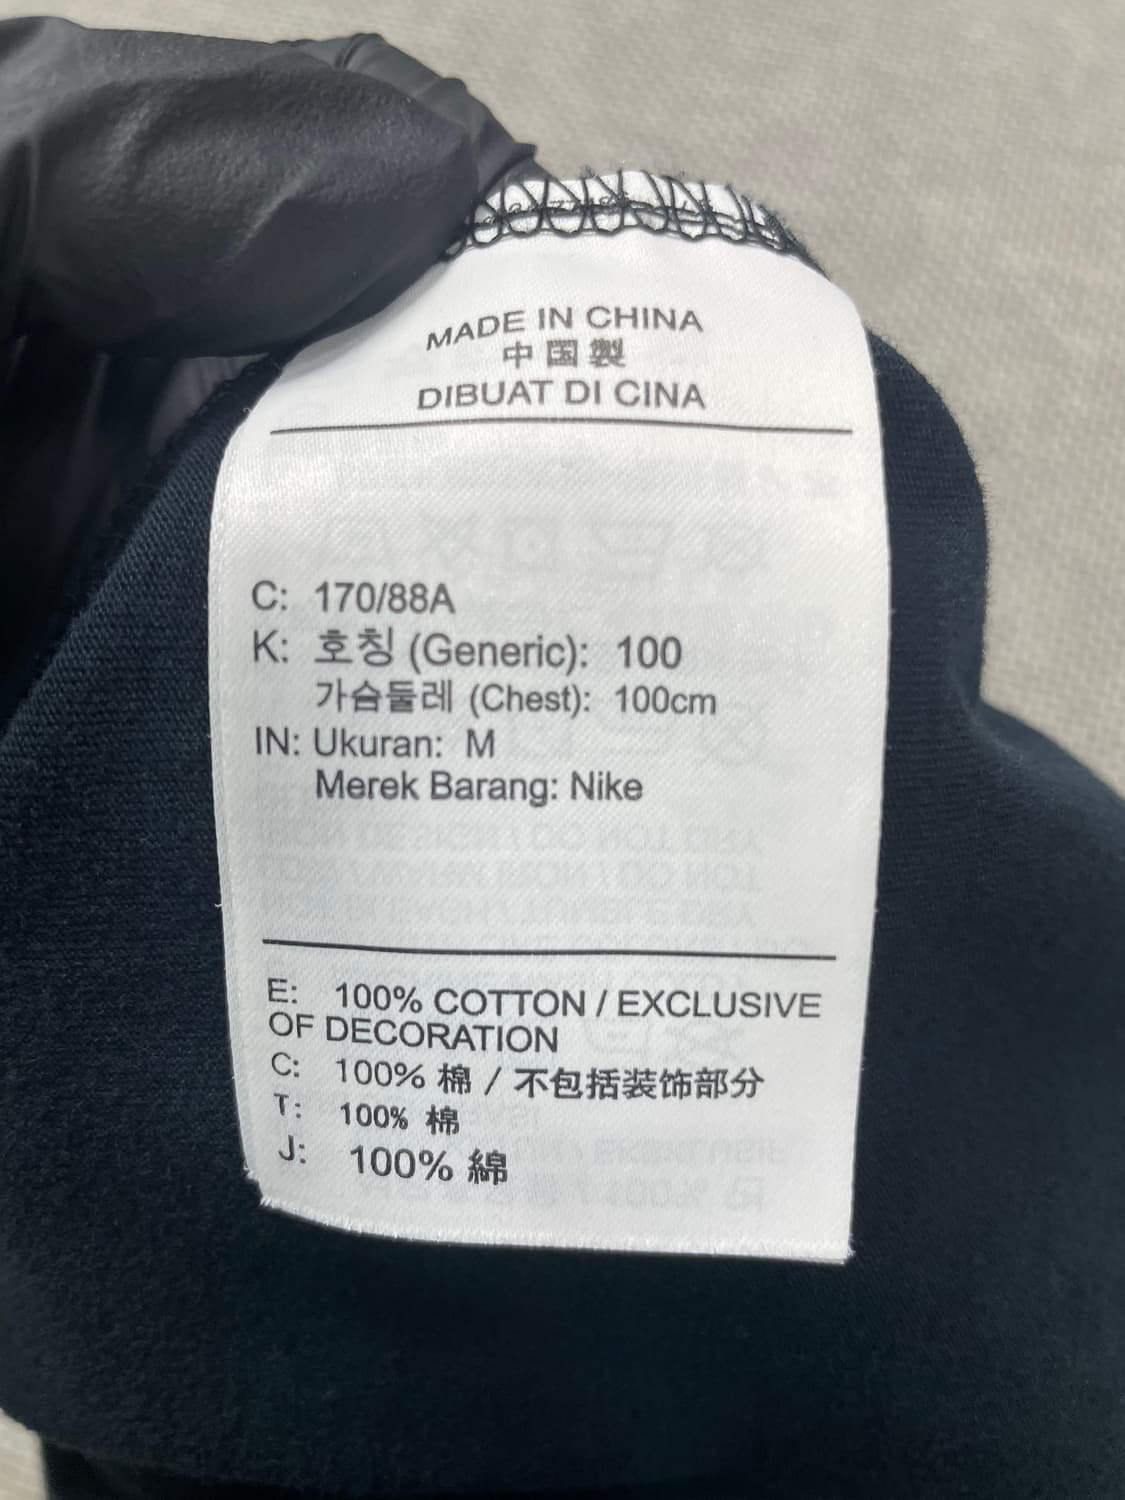 MADE IN CHINA
中国製
DIBUAT DI CINA
C: 170/88A
K: 호칭 (Generic): 100
가슴둘레 (Chest): 100cm
IN: Ukuran: M
Merek Barang: Nike
E: 100% COTTON / EXCLUSIVE
OF DECORATION
C: 100% 棉 / 不包括装饰部分
T: 100% 棉
J: 100% 綿